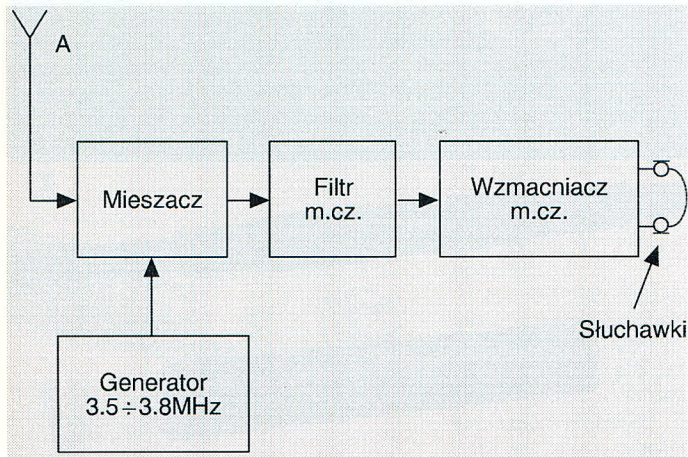 A
Mieszacz
Filtr
m.cz.
Wzmacniacz
m.cz.
Słuchawki
Generator
3.5÷3.8MHz